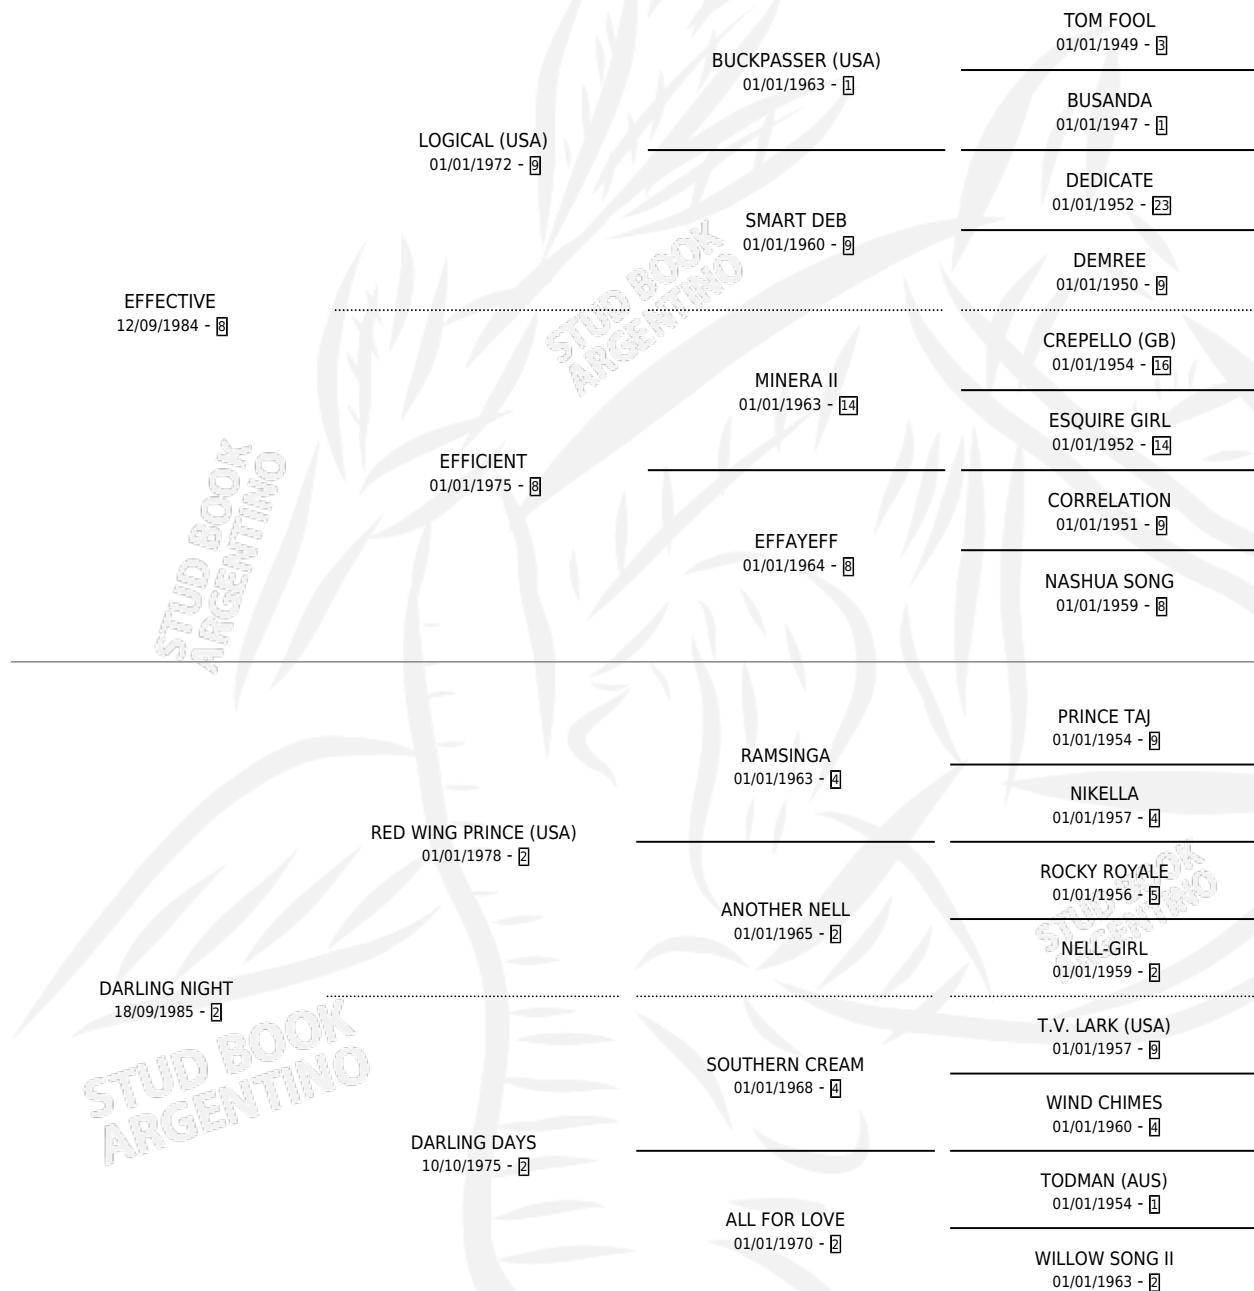 TOM FOOL
01/01/1949 - 3
BUCKPASSER (USA)
01/01/1963 - 1
BUSANDA
01/01/1947 - 1
LOGICAL (USA)
01/01/1972 - 9
DEDICATE
01/01/1952 - 23
SMART DEB
01/01/1960 - 9
DEMREE
01/01/1950 - 9
EFFECTIVE
12/09/1984 - 8
CREPELLO (GB)
01/01/1954 - 16
MINERA II
01/01/1963 - 14
ESQUIRE GIRL
01/01/1952 - 14
EFFICIENT
01/01/1975 - 8
CORRELATION
01/01/1951 - 9
EFFAYEFF
01/01/1964 - 8
NASHUA SONG
01/01/1959 - 8
PRINCE TAJ
01/01/1954 - 9
RAMSINGA
01/01/1963 - 4
NIKELLA
01/01/1957 - 4
RED WING PRINCE (USA)
01/01/1978 - 2
ROCKY ROYALE
01/01/1956 - 5
ANOTHER NELL
01/01/1965 - 2
NELL-GIRL
01/01/1959 - 2
DARLING NIGHT
18/09/1985 - 2
T.V. LARK (USA)
01/01/1957 - 9
SOUTHERN CREAM
01/01/1968 - 4
WIND CHIMES
01/01/1960 - 4
DARLING DAYS
10/10/1975 - 2
TODMAN (AUS)
01/01/1954 - 1
ALL FOR LOVE
01/01/1970 - 2
WILLOW SONG II
01/01/1963 - 2
STUD BOOK
ARGENTINO
STUD BOOK
ARGENTINO
STUD BOOK
ARGENTINO
STUD BOOK
ARGENTINO